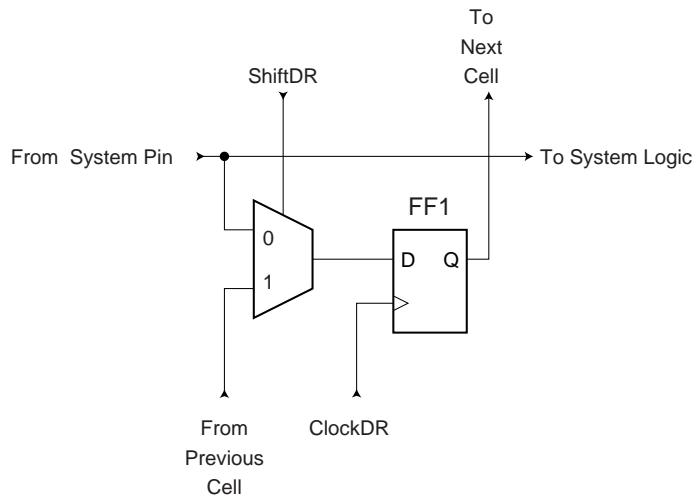 To
Next
Cell
ShiftDR
From System Pin
To System Logic
FF1
0
D Q
1
From
Previous
Cell
ClockDR